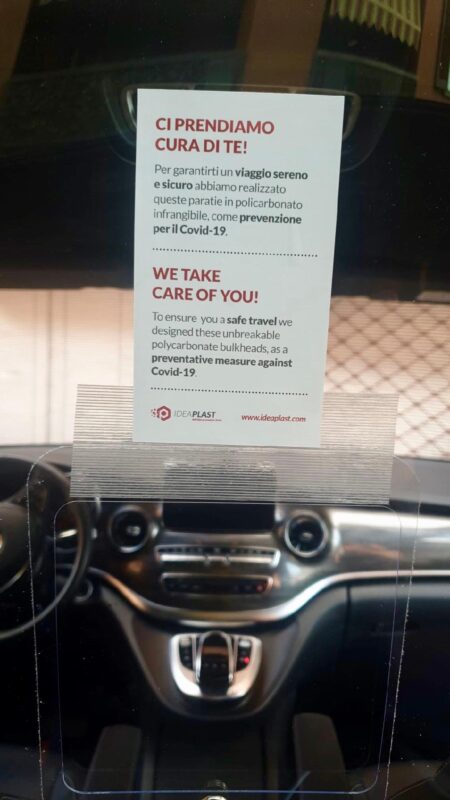 CI PRENDIAMO
CURA DI TE!
Per garantirti un viaggio sereno
e sicuro abbiamo realizzato
queste paratie in policarbonato
infrangibile, come prevenzione
per il Covid-19.
WE TAKE
CARE OF YOU!
To ensure you a safe travel we
designed these unbreakable
polycarbonate bulkheads, as a
preventative measure against
Covid-19.
IDEAPLAST
www.ideaplast.com